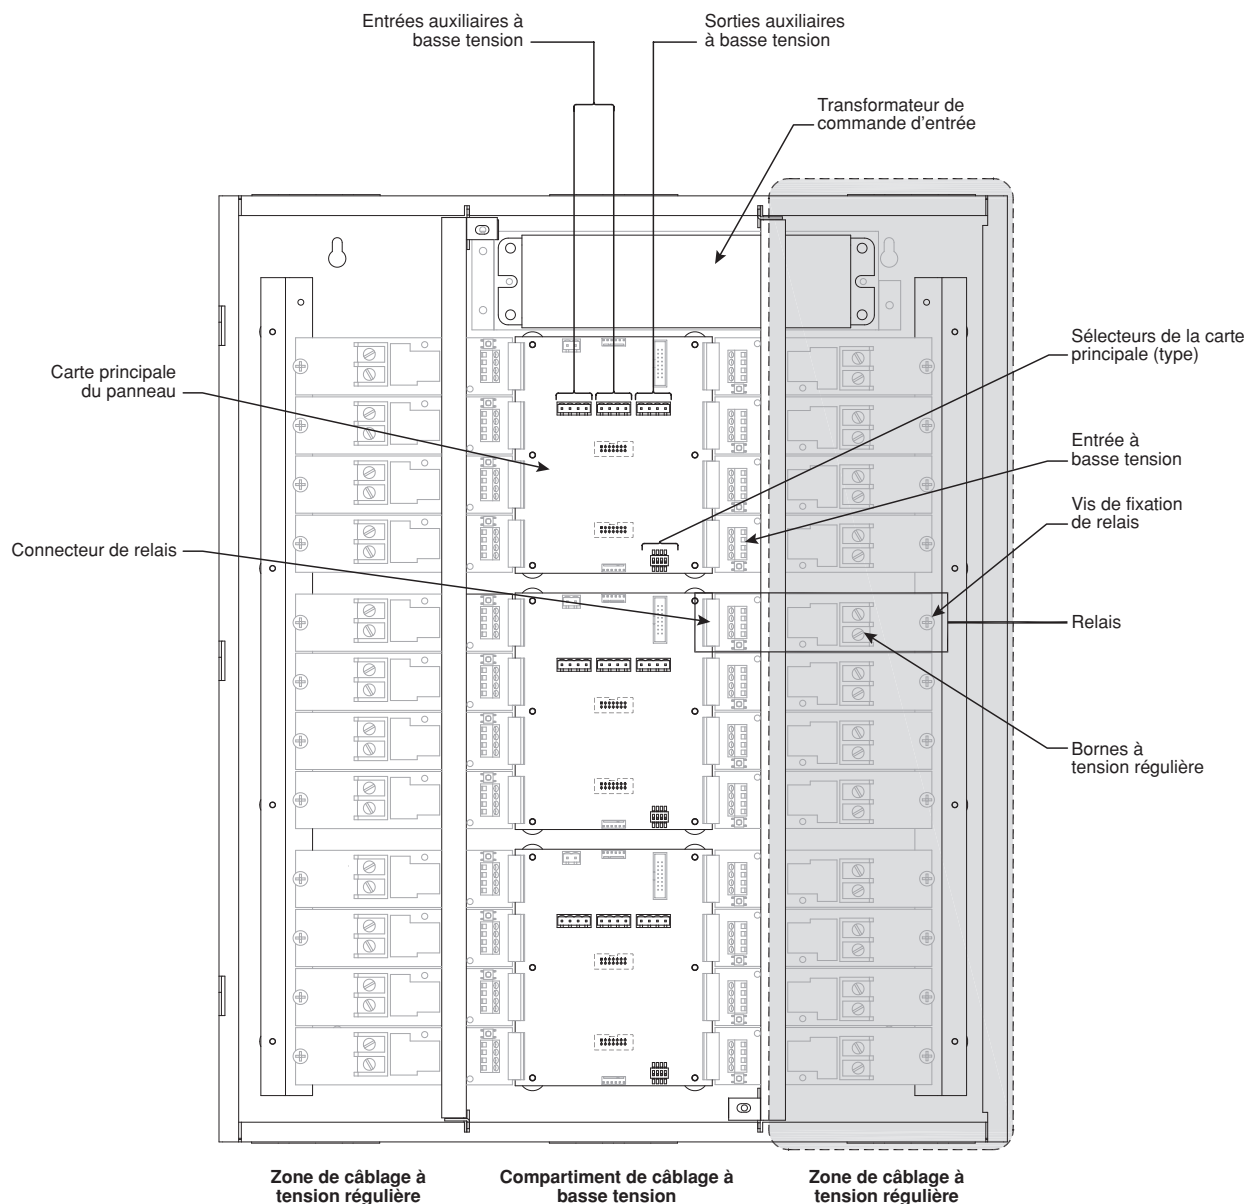 Entrées auxiliaires à
basse tension
Sorties auxiliaires
à basse tension
Transformateur de
commande d'entrée
Sélecteurs de la carte
principale (type)
Carte principale
du panneau
Entrée à
basse tension
Vis de fixation
de relais
Connecteur de relais
Relais
Bornes à
tension régulière
Zone de câblage à
tension régulière
Compartiment de câblage à
basse tension
Zone de câblage à
tension régulière